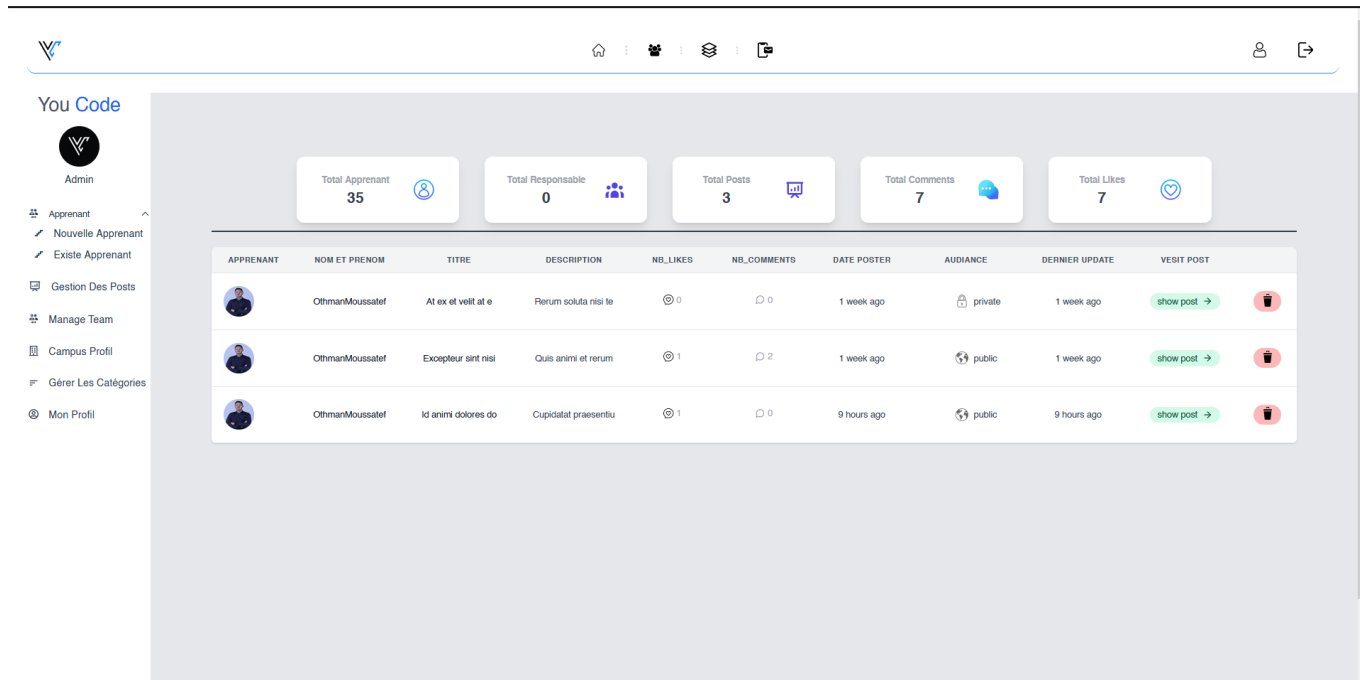 You Code
Admin
Apprenant
Nouvelle Apprenant
Existe Apprenant
Gestion Des Posts
Manage Team
Campus Profil
Gérer Les Catégories
Mon Profil
Total Apprenant
35
Total Responsable
0
Total Posts
3
Total Comments
7
Total Likes
7
APPRENANT NOM ET PRENOM TITRE DESCRIPTION NB_LIKES NB_COMMENTS DATE POSTER AUDIANCE DERNIER UPDATE VESIT POST
OthmanMoussatef At ex et velit at e Rerum soluta nisi te 0 0 1 week ago private 1 week ago show post →
OthmanMoussatef Excepteur sint nisi Quis animi et rerum 1 2 1 week ago public 1 week ago show post →
OthmanMoussatef Id animi dolores do Cupidatat praesentiu 1 0 9 hours ago public 9 hours ago show post →